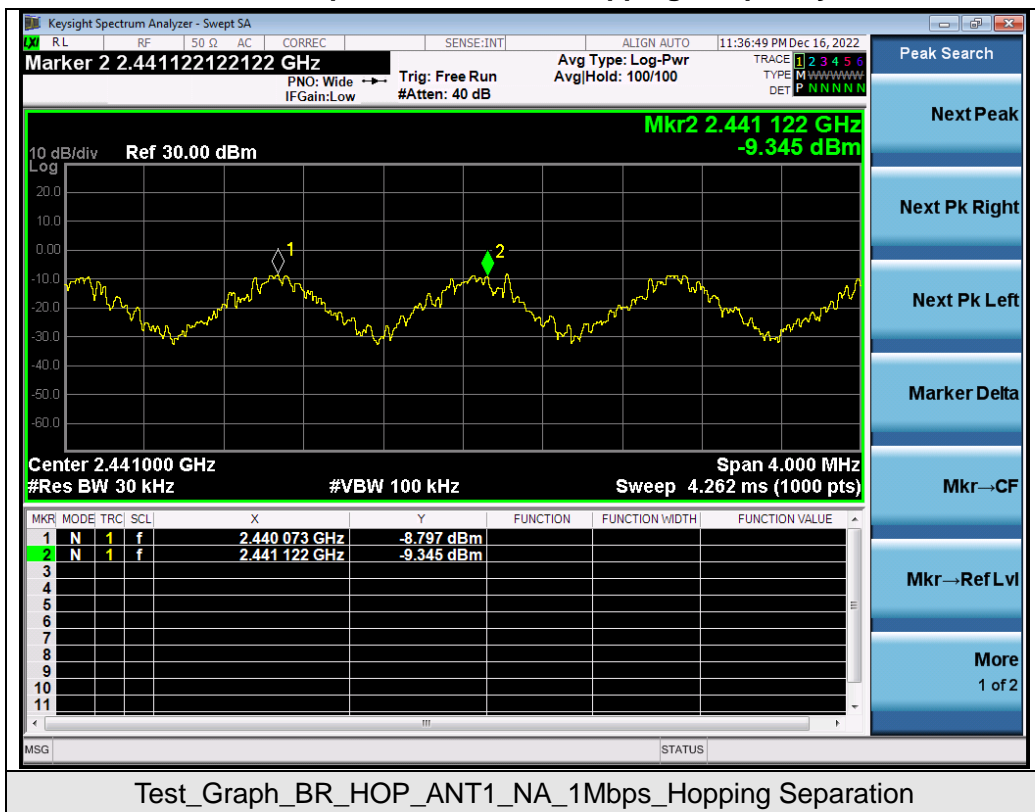 Keysight Spectrum Analyzer - Swept SA
LXI RL RF 50 Ω AC CORREC SENSE:INT ALIGN AUTO 11:36:49 PM Dec 16, 2022
Marker 2 2.441122122122 GHz
PNO: Wide
IFGain:Low
Trig: Free Run
#Atten: 40 dB
Avg Type: Log-Pwr
Avg|Hold: 100/100
TRACE 1 2 3 4 5 6
TYPE M W W W W W
DET P N N N N N
Mkr2 2.441 122 GHz
-9.345 dBm
10 dB/div Ref 30.00 dBm
Log
20.0
10.0
0.00
-10.0
-20.0
-30.0
-40.0
-50.0
-60.0
1
2
Center 2.441000 GHz Span 4.000 MHz
#Res BW 30 kHz #VBW 100 kHz Sweep 4.262 ms (1000 pts)
MKR MODE TRC SCL X Y FUNCTION FUNCTION WIDTH FUNCTION VALUE
1 N 1 f 2.440 073 GHz -8.797 dBm
2 N 1 f 2.441 122 GHz -9.345 dBm
3
4
5
6
7
8
9
10
11
MSG STATUS
Peak Search
Next Peak
Next Pk Right
Next Pk Left
Marker Delta
Mkr→CF
Mkr→Ref Lvl
More
1 of 2
Test_Graph_BR_HOP_ANT1_NA_1Mbps_Hopping Separation